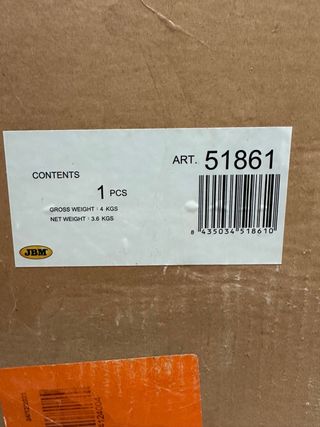 CONTENTS
ART. 51861
1 PCS
GROSS WEIGHT : 4 KGS
NET WEIGHT : 3.6 KGS
8 435034 518610
JBM